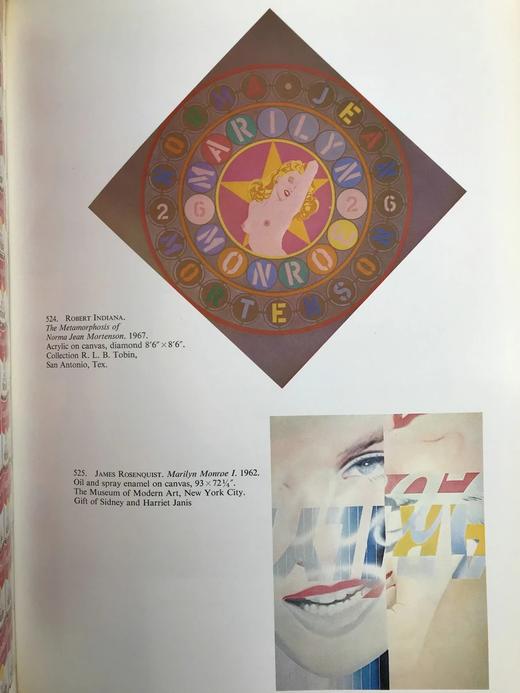 NORMA · JEAN
MARILYN
26 26
MONROE
MORTENSON
524. ROBERT INDIANA.
The Metamorphosis of
Norma Jean Mortenson. 1967.
Acrylic on canvas, diamond 8′6″ × 8′6″.
Collection R. L. B. Tobin,
San Antonio, Tex.
525. JAMES ROSENQUIST. Marilyn Monroe I. 1962.
Oil and spray enamel on canvas, 93 × 72¼″.
The Museum of Modern Art, New York City.
Gift of Sidney and Harriet Janis